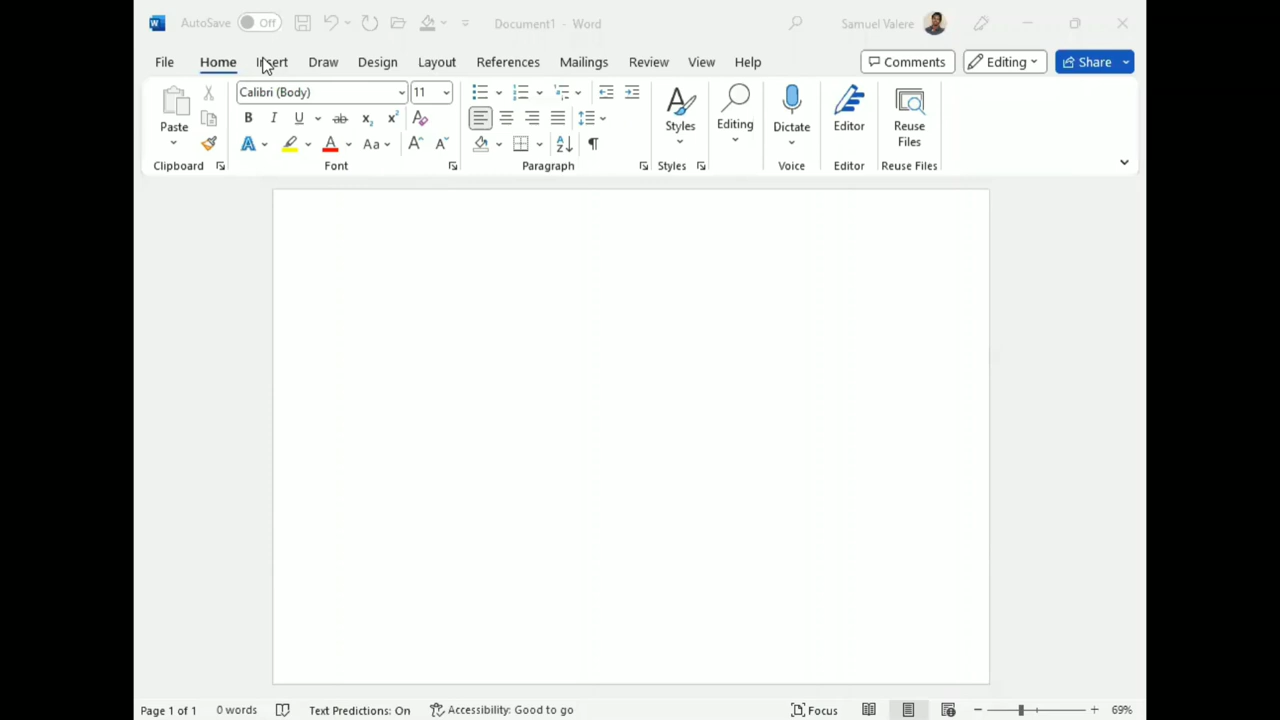 AutoSave Off Document1 - Word Samuel Valere
File Home Insert Draw Design Layout References Mailings Review View Help Comments Editing Share
Calibri (Body) 11
Paste Styles Editing Dictate Editor Reuse Files
B I U ab x₂ x²
A A Aa A A
Clipboard Font Paragraph Styles Voice Editor Reuse Files
Page 1 of 1 0 words Text Predictions: On Accessibility: Good to go Focus 69%